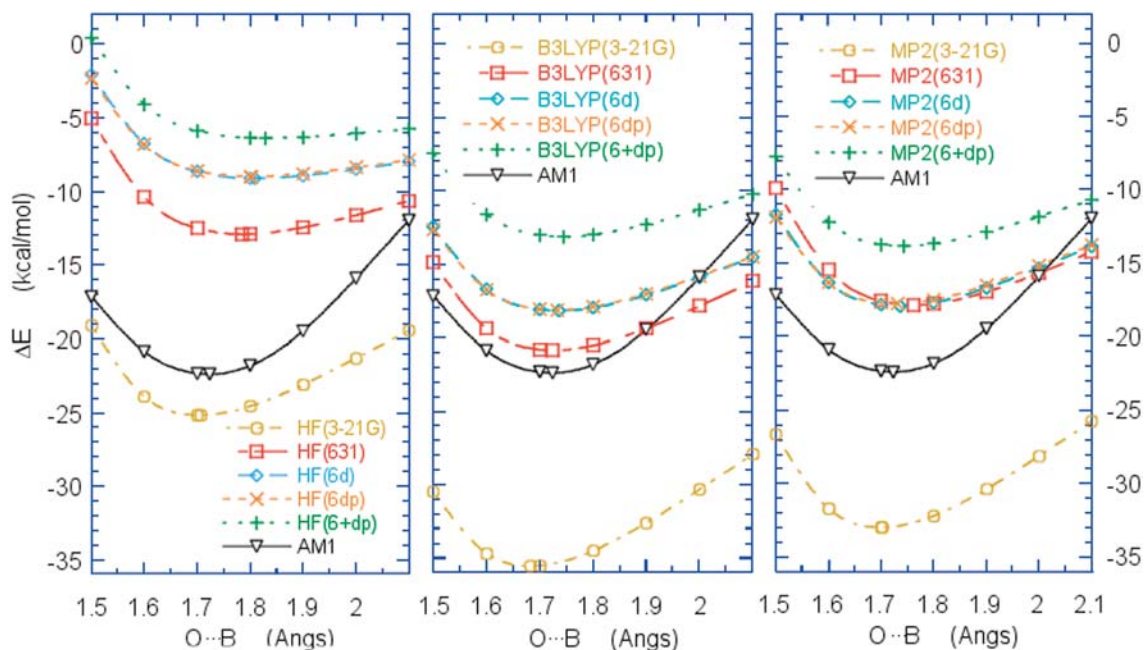 ΔE (kcal/mol)
0
-5
-10
-15
-20
-25
-30
-35
HF(3-21G)
HF(631)
HF(6d)
HF(6dp)
HF(6+dp)
AM1
1.5 1.6 1.7 1.8 1.9 2
O···B (Angs)
B3LYP(3-21G)
B3LYP(631)
B3LYP(6d)
B3LYP(6dp)
B3LYP(6+dp)
AM1
1.5 1.6 1.7 1.8 1.9 2
O···B (Angs)
MP2(3-21G)
MP2(631)
MP2(6d)
MP2(6dp)
MP2(6+dp)
AM1
1.5 1.6 1.7 1.8 1.9 2 2.1
O···B (Angs)
0
-5
-10
-15
-20
-25
-30
-35